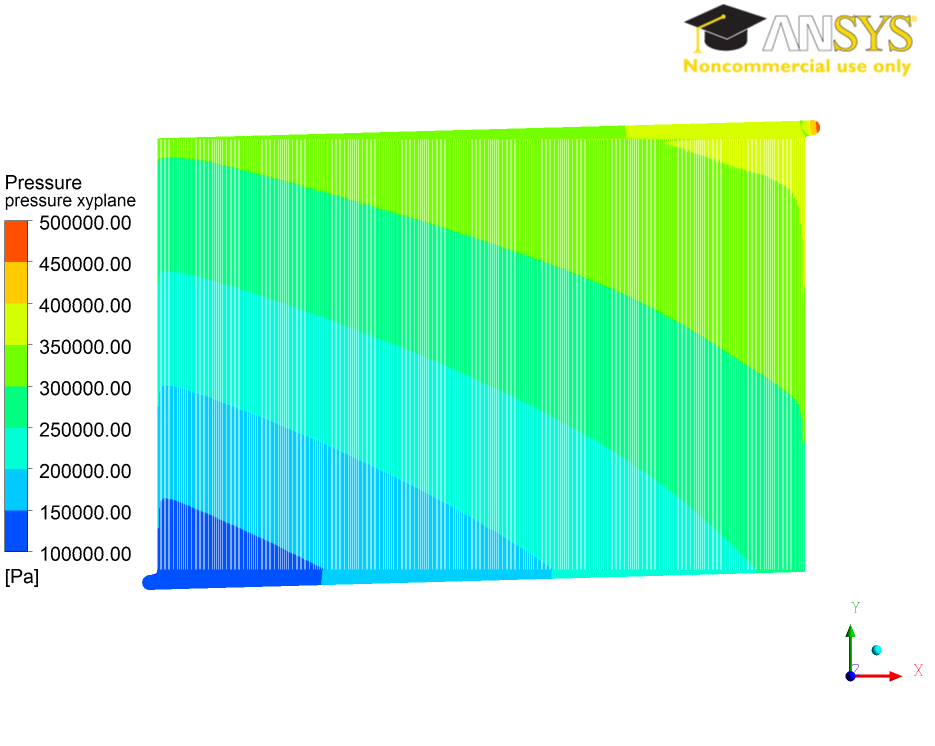 ANSYS
Noncommercial use only
Pressure
pressure xyplane
500000.00
450000.00
400000.00
350000.00
300000.00
250000.00
200000.00
150000.00
100000.00
[Pa]
Y
Z
X